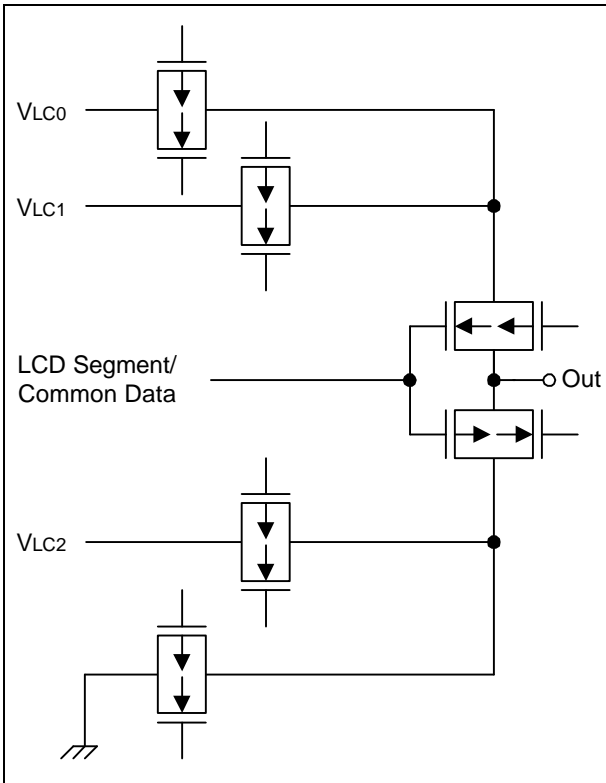 VLC0
VLC1
LCD Segment/
Common Data
Out
VLC2